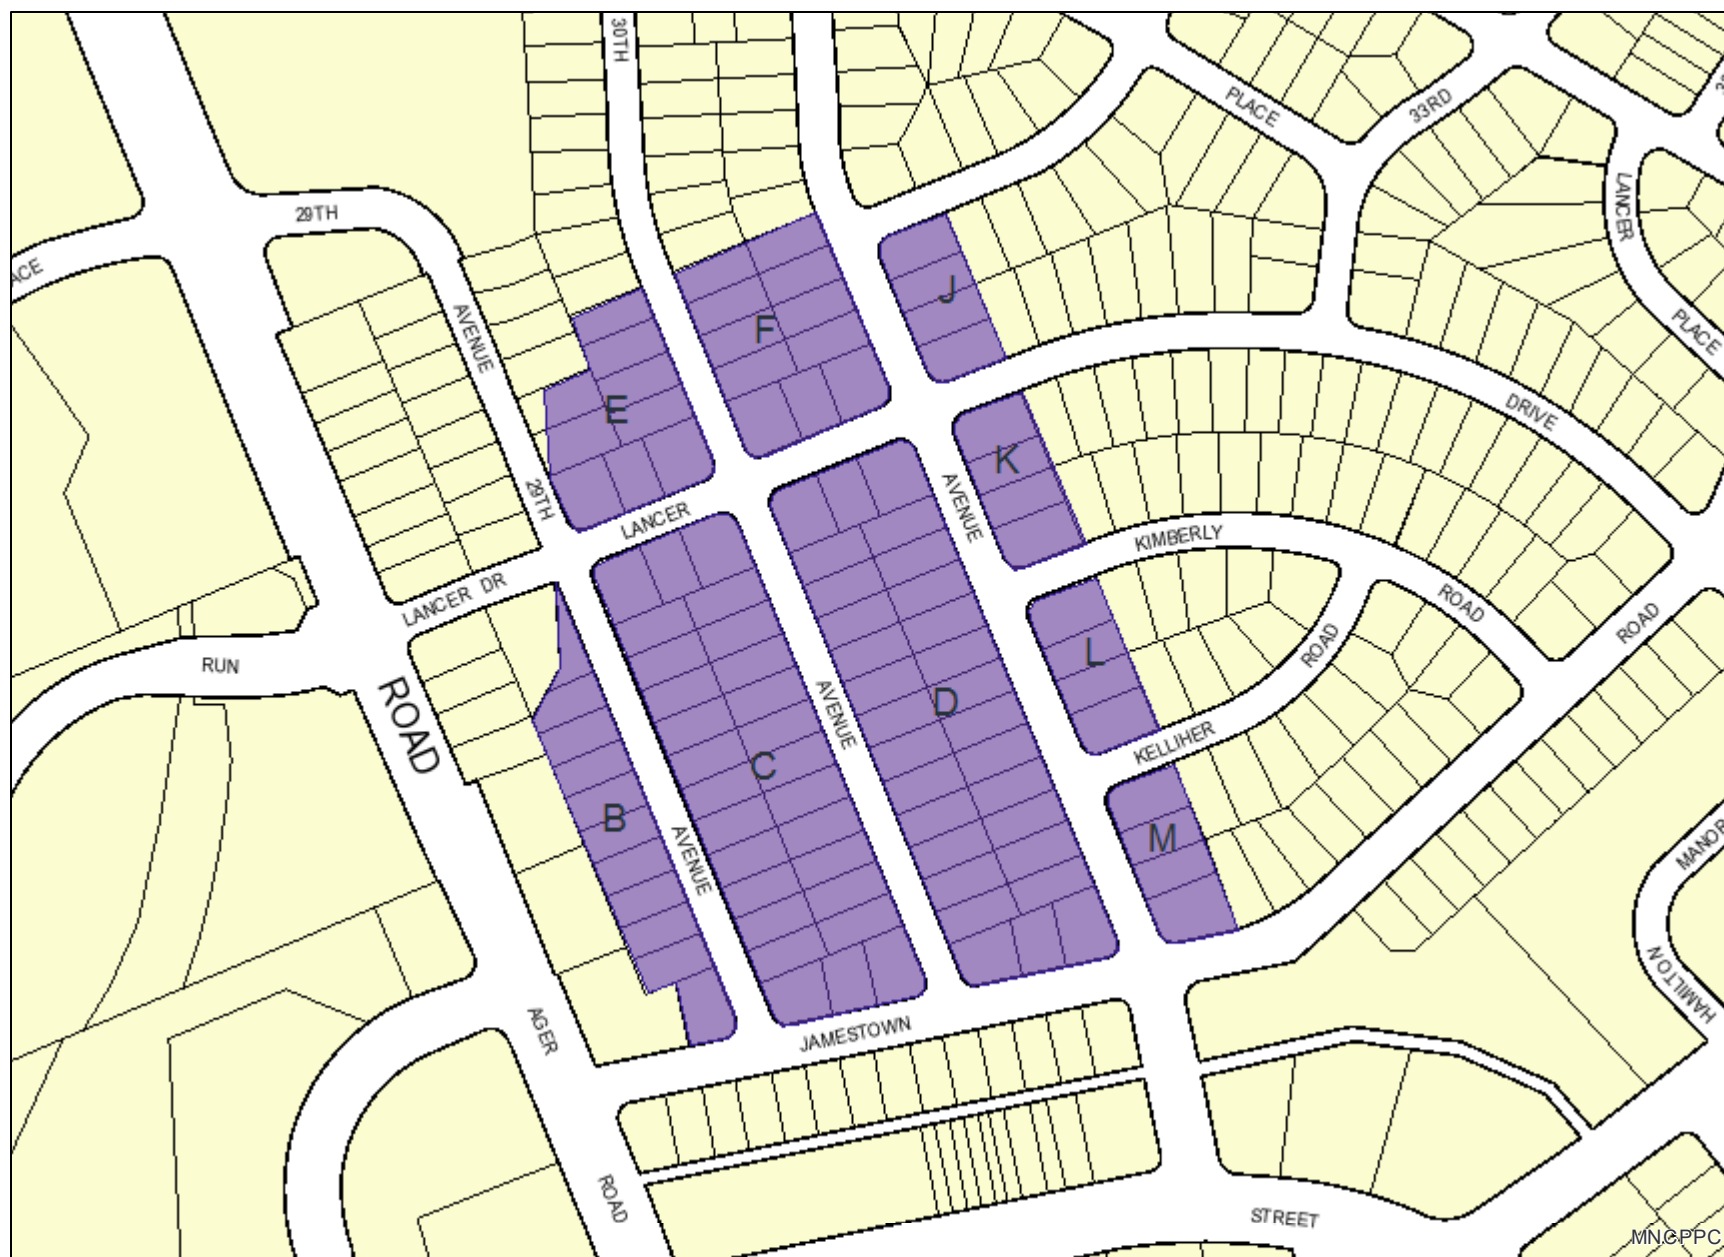 30TH
PLACE
33RD
LANCER
29TH
ACE
J
AVENUE
F
PLACE
E
DRIVE
K
29TH
LANCER
AVENUE
KIMBERLY
LANCER DR
ROAD
ROAD
ROAD
RUN
L
D
AVENUE
ROAD
KELLIHER
C
B
M
MANOR
AVENUE
HAMILTON
AGER
JAMESTOWN
ROAD
STREET
MNCPPC